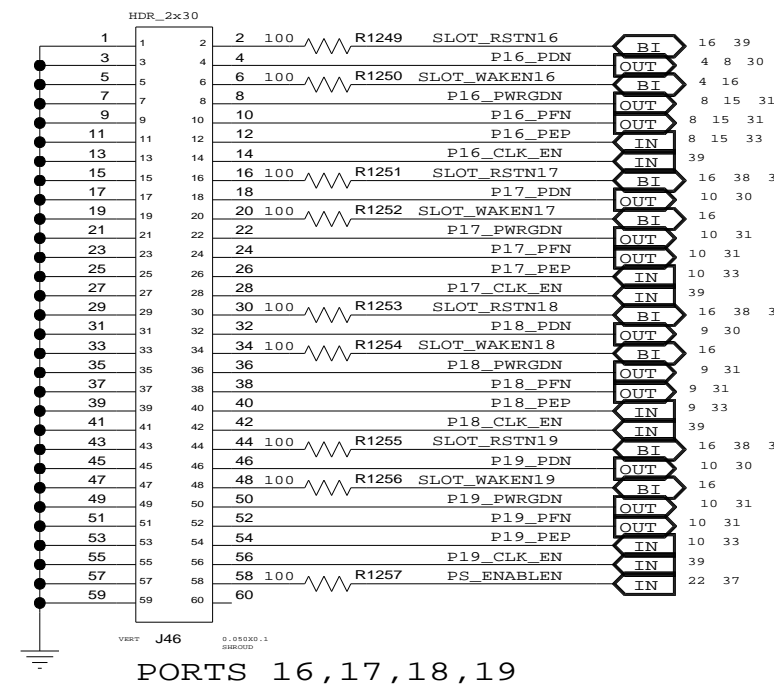 HDR_2x30
1 1 2 2 100 R1249 SLOT_RSTN16 BI 16 39
3 3 4 4 P16_PDN OUT 4 8 30
5 5 6 6 100 R1250 SLOT_WAKEN16 BI 4 16
7 7 8 8 P16_PWRGDN OUT 8 15 31
9 9 10 10 P16_PFN OUT 8 15 31
11 11 12 12 P16_PEP IN 8 15 33
13 13 14 14 P16_CLK_EN IN 39
15 15 16 16 100 R1251 SLOT_RSTN17 BI 16 38
17 17 18 18 P17_PDN OUT 10 30
19 19 20 20 100 R1252 SLOT_WAKEN17 BI 16
21 21 22 22 P17_PWRGDN OUT 10 31
23 23 24 24 P17_PFN OUT 10 31
25 25 26 26 P17_PEP IN 10 33
27 27 28 28 P17_CLK_EN IN 39
29 29 30 30 100 R1253 SLOT_RSTN18 BI 16 38
31 31 32 32 P18_PDN OUT 9 30
33 33 34 34 100 R1254 SLOT_WAKEN18 BI 16
35 35 36 36 P18_PWRGDN OUT 9 31
37 37 38 38 P18_PFN OUT 9 31
39 39 40 40 P18_PEP IN 9 33
41 41 42 42 P18_CLK_EN IN 39
43 43 44 44 100 R1255 SLOT_RSTN19 BI 16 38
45 45 46 46 P19_PDN OUT 10 30
47 47 48 48 100 R1256 SLOT_WAKEN19 BI 16
49 49 50 50 P19_PWRGDN OUT 10 31
51 51 52 52 P19_PFN OUT 10 31
53 53 54 54 P19_PEP IN 10 33
55 55 56 56 P19_CLK_EN IN 39
57 57 58 58 100 R1257 PS_ENABLEN IN 22 37
59 59 60 60
VERT J46 0.050X0.1
SHROUD
PORTS 16,17,18,19